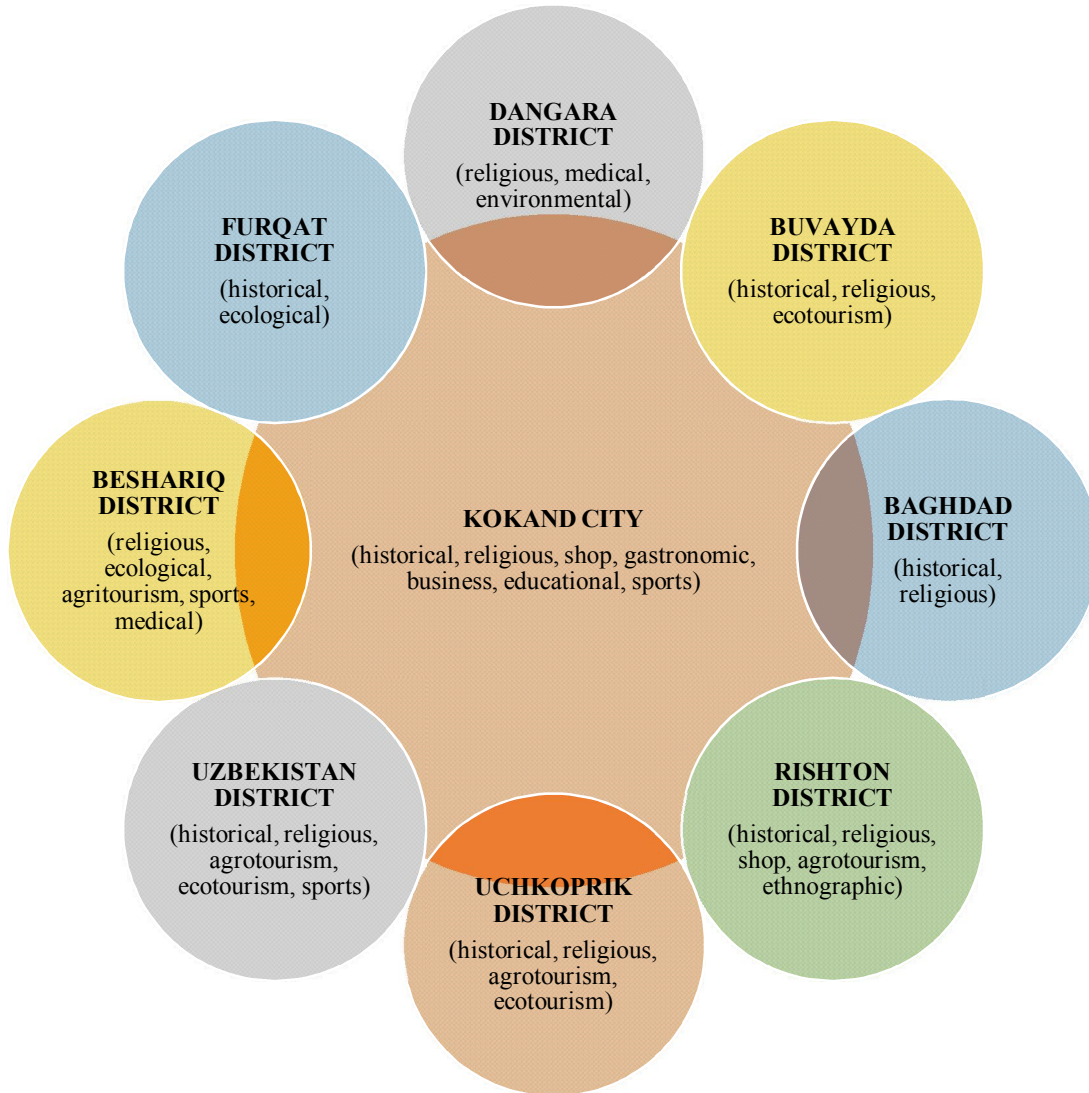 DANGARA
DISTRICT
(religious, medical,
environmental)
FURQAT
DISTRICT
(historical,
ecological)
BUVAYDA
DISTRICT
(historical, religious,
ecotourism)
BESHARIQ
DISTRICT
(religious,
ecological,
agritourism, sports,
medical)
KOKAND CITY
(historical, religious, shop, gastronomic,
business, educational, sports)
BAGHDAD
DISTRICT
(historical,
religious)
UZBEKISTAN
DISTRICT
(historical, religious,
agrotourism,
ecotourism, sports)
RISHTON
DISTRICT
(historical, religious,
shop, agrotourism,
ethnographic)
UCHKOPRIK
DISTRICT
(historical, religious,
agrotourism,
ecotourism)